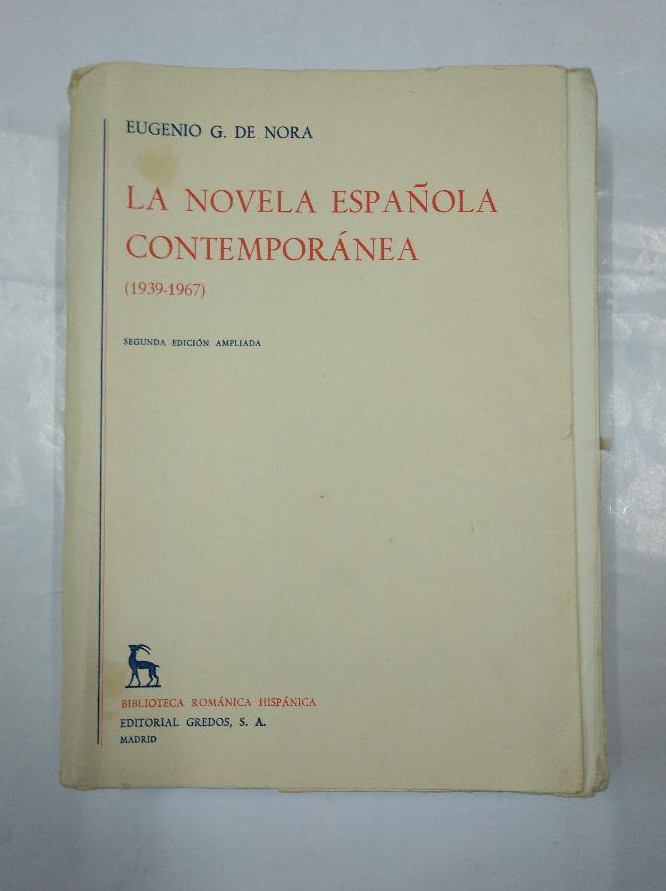 EUGENIO G. DE NORA
LA NOVELA ESPAÑOLA
CONTEMPORÁNEA
(1939-1967)
SEGUNDA EDICIÓN AMPLIADA
BIBLIOTECA ROMÁNICA HISPÁNICA
EDITORIAL GREDOS, S. A.
MADRID